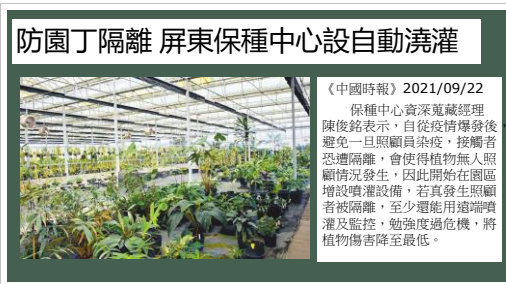 防園丁隔離 屏東保種中心設自動澆灌
《中國時報》2021/09/22
保種中心資深蒐藏經理
陳俊銘表示，自從疫情爆發後，
避免一旦照顧員染疫，接觸者
恐遭隔離，會使得植物無人照
顧情況發生，因此開始在園區
增設噴灌設備，若真發生照顧
者被隔離，至少還能用遠端噴
灌及監控，勉強度過危機，將
植物傷害降至最低。